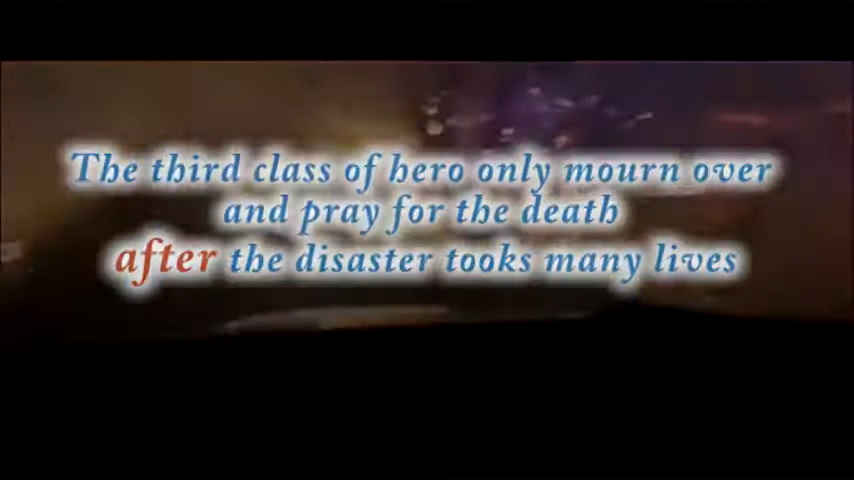 The third class of hero only mourn over
and pray for the death
after the disaster tooks many lives